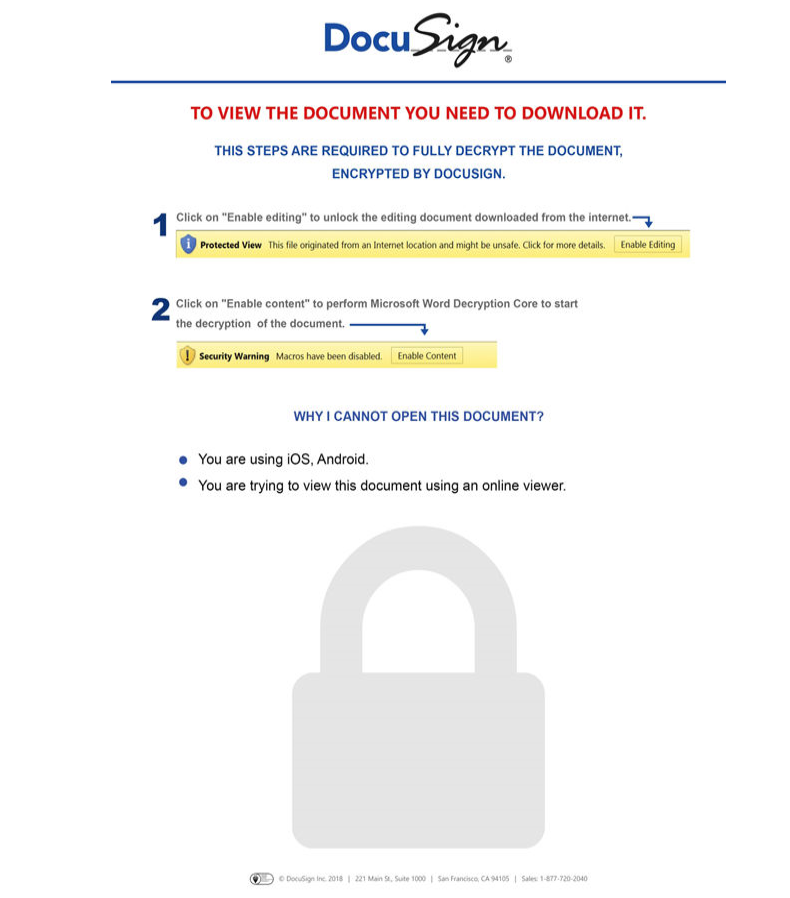 DocuSign®
TO VIEW THE DOCUMENT YOU NEED TO DOWNLOAD IT.
THIS STEPS ARE REQUIRED TO FULLY DECRYPT THE DOCUMENT,
ENCRYPTED BY DOCUSIGN.
1 Click on "Enable editing" to unlock the editing document downloaded from the internet.
Protected View This file originated from an Internet location and might be unsafe. Click for more details. Enable Editing
2 Click on "Enable content" to perform Microsoft Word Decryption Core to start
the decryption of the document.
Security Warning Macros have been disabled. Enable Content
WHY I CANNOT OPEN THIS DOCUMENT?
● You are using iOS, Android.
● You are trying to view this document using an online viewer.
© DocuSign Inc. 2018 | 221 Main St., Suite 1000 | San Francisco, CA 94105 | Sales: 1-877-720-2040